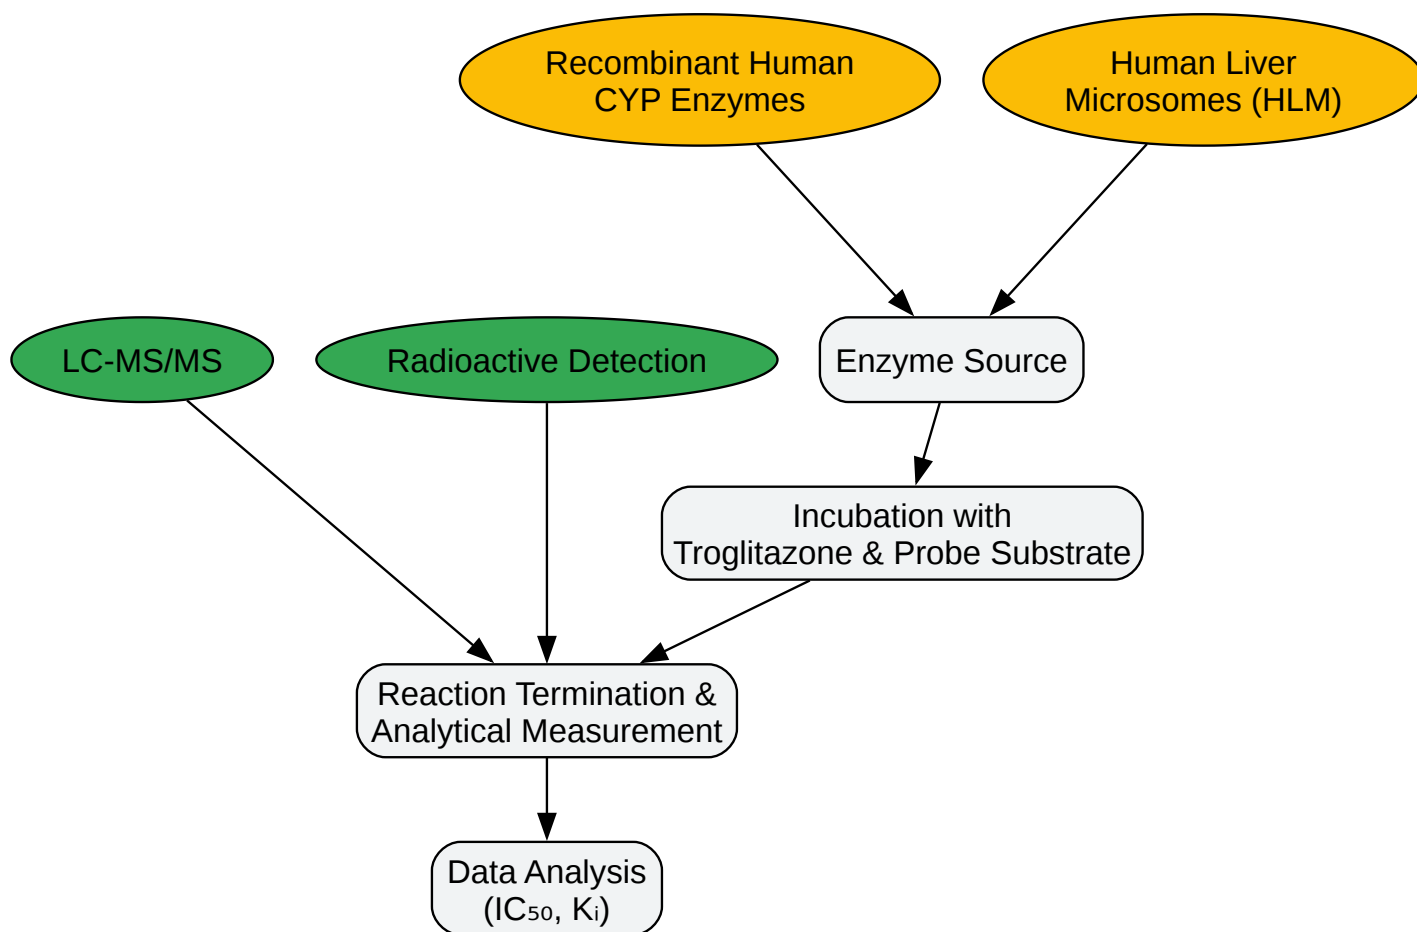 Recombinant Human
CYP Enzymes
Human Liver
Microsomes (HLM)
LC-MS/MS
Radioactive Detection
Enzyme Source
Incubation with
Troglitazone & Probe Substrate
Reaction Termination &
Analytical Measurement
Data Analysis
(IC₅₀, Kᵢ)